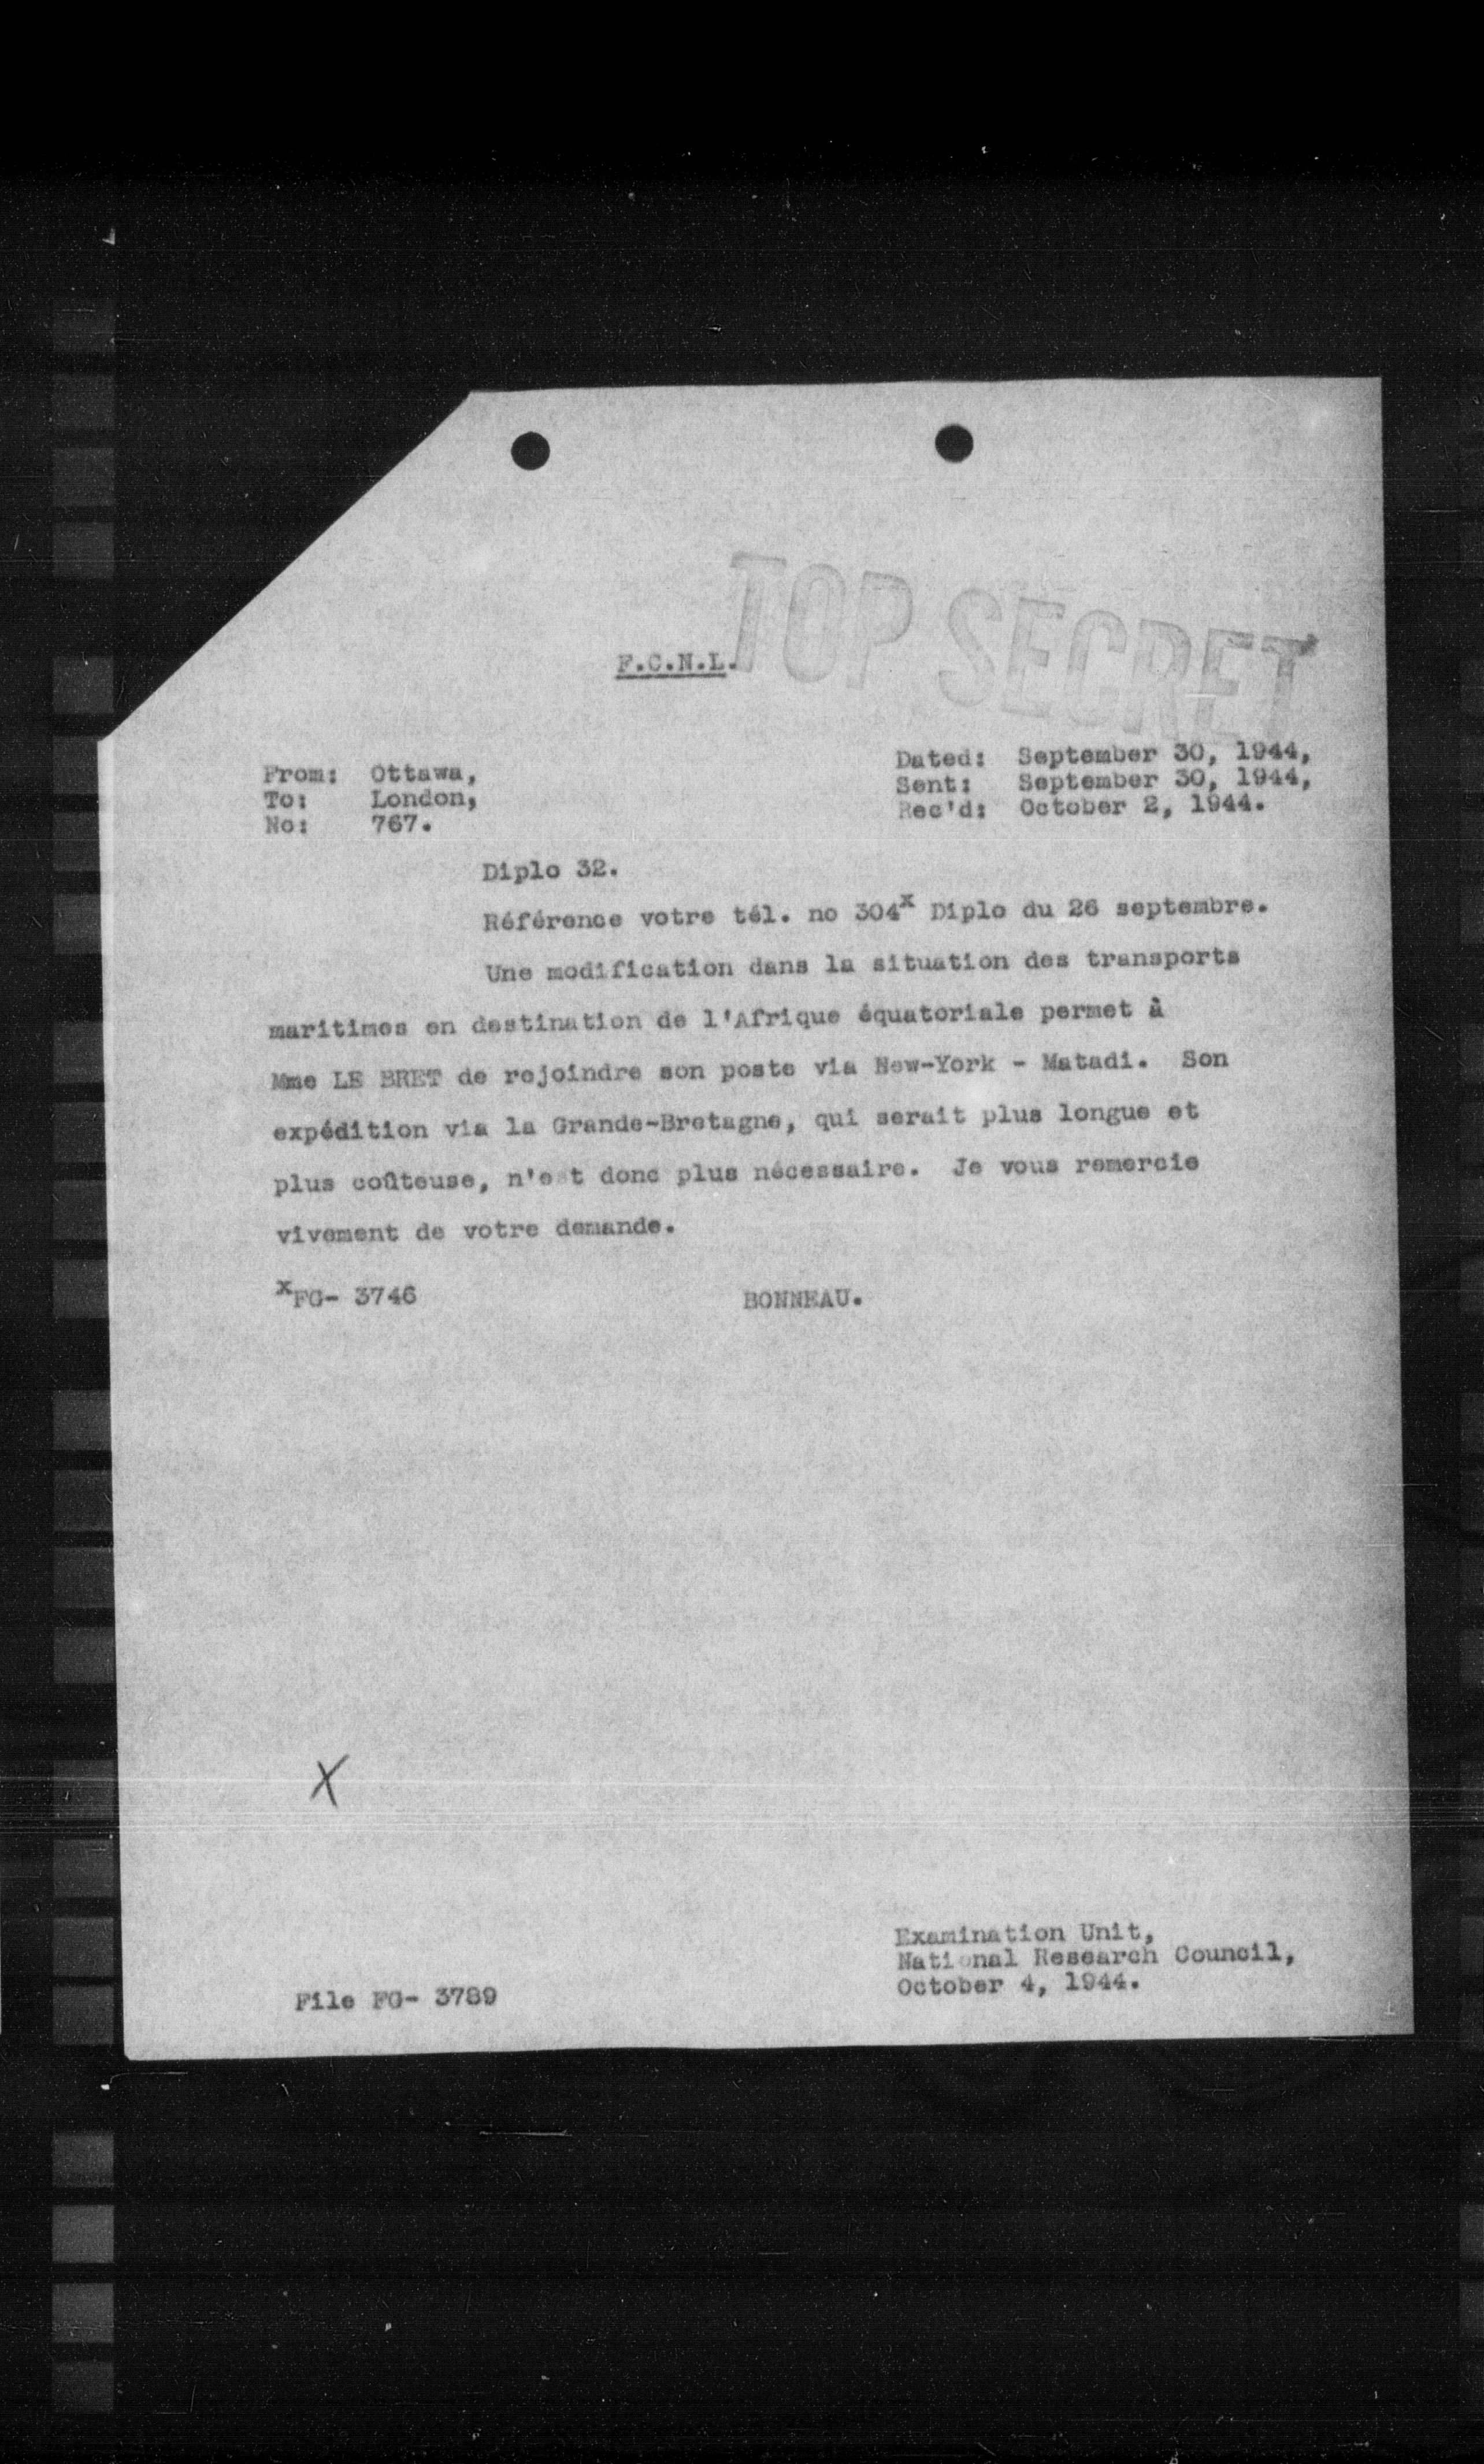 TOP SECRET
F.C.N.L.
From: Ottawa,
To: London,
No: 767.
Dated: September 30, 1944,
Sent: September 30, 1944,
Rec'd: October 2, 1944.
Diplo 32.
Référence votre tél. no 304x Diplo du 26 septembre.
Une modification dans la situation des transports
maritimes en destination de l'Afrique équatoriale permet à
Mme LE BRET de rejoindre son poste via New-York - Matadi. Son
expédition via la Grande-Bretagne, qui serait plus longue et
plus coûteuse, n'est donc plus nécessaire. Je vous remercie
vivement de votre demande.
xFG- 3746
BONNEAU.
X
Examination Unit,
National Research Council,
October 4, 1944.
File FG- 3789